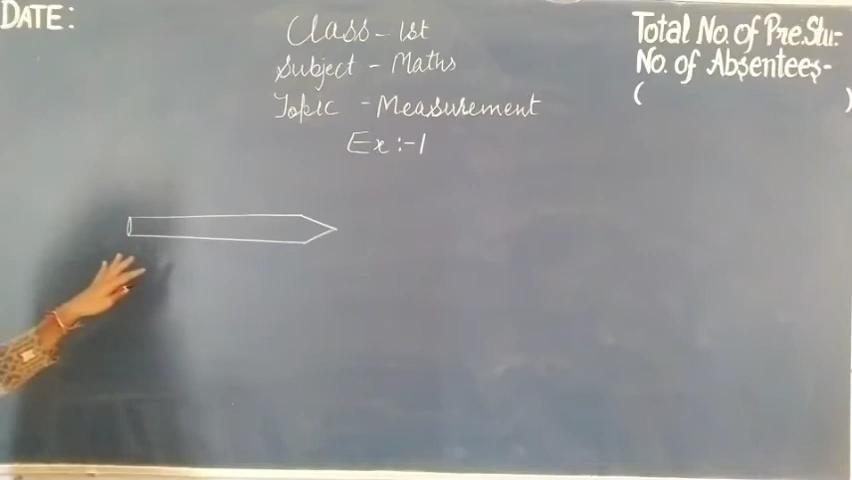 DATE:
Class - 1st
Subject - Maths
Topic - Measurement
Ex :- 1
Total No. of Pre. Stu:-
No. of Absentees-
( )